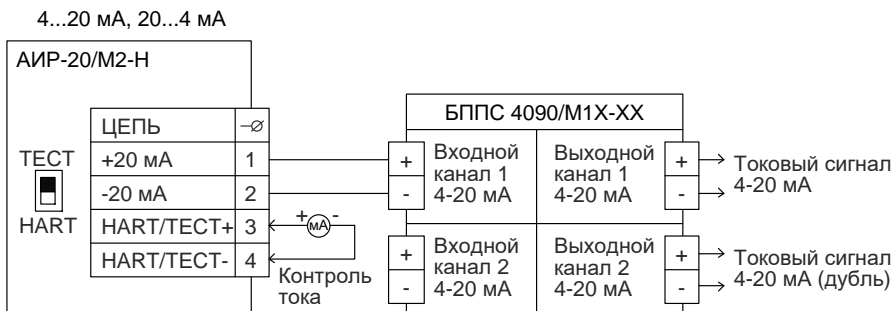 4...20 мА, 20...4 мА
АИР-20/М2-Н
ЦЕПЬ
+20 мА 1
-20 мА 2
HART/ТЕСТ+ 3
HART/ТЕСТ- 4
ТЕСТ
HART
+ мА -
Контроль
тока
БППС 4090/М1Х-ХХ
+
-
Входной
канал 1
4-20 мА
Выходной
канал 1
4-20 мА
+
-
Токовый сигнал
4-20 мА
+
-
Входной
канал 2
4-20 мА
Выходной
канал 2
4-20 мА
+
-
Токовый сигнал
4-20 мА (дубль)